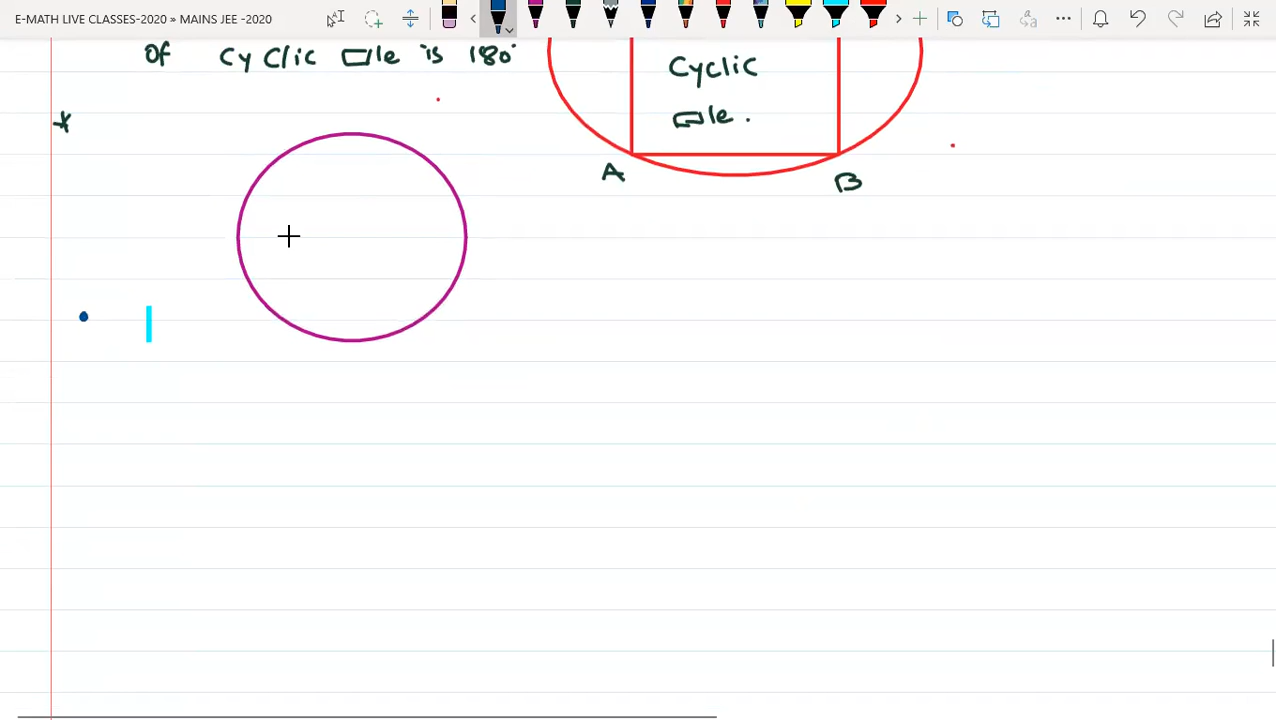 E-MATH LIVE CLASSES-2020 » MAINS JEE -2020
Of Cyclic ▭le is 180°
Cyclic
▭le.
*
A B